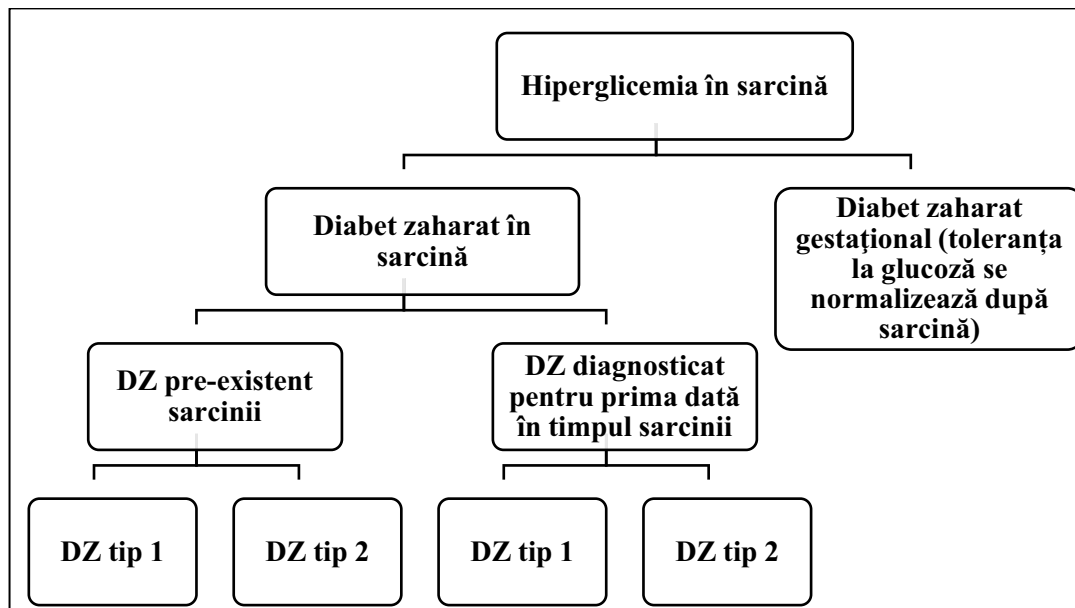 Hiperglicemia în sarcină
Diabet zaharat în
sarcină
Diabet zaharat
gestaţional (toleranța
la glucoză se
normalizează după
sarcină)
DZ pre-existent
sarcinii
DZ diagnosticat
pentru prima dată
în timpul sarcinii
DZ tip 1
DZ tip 2
DZ tip 1
DZ tip 2